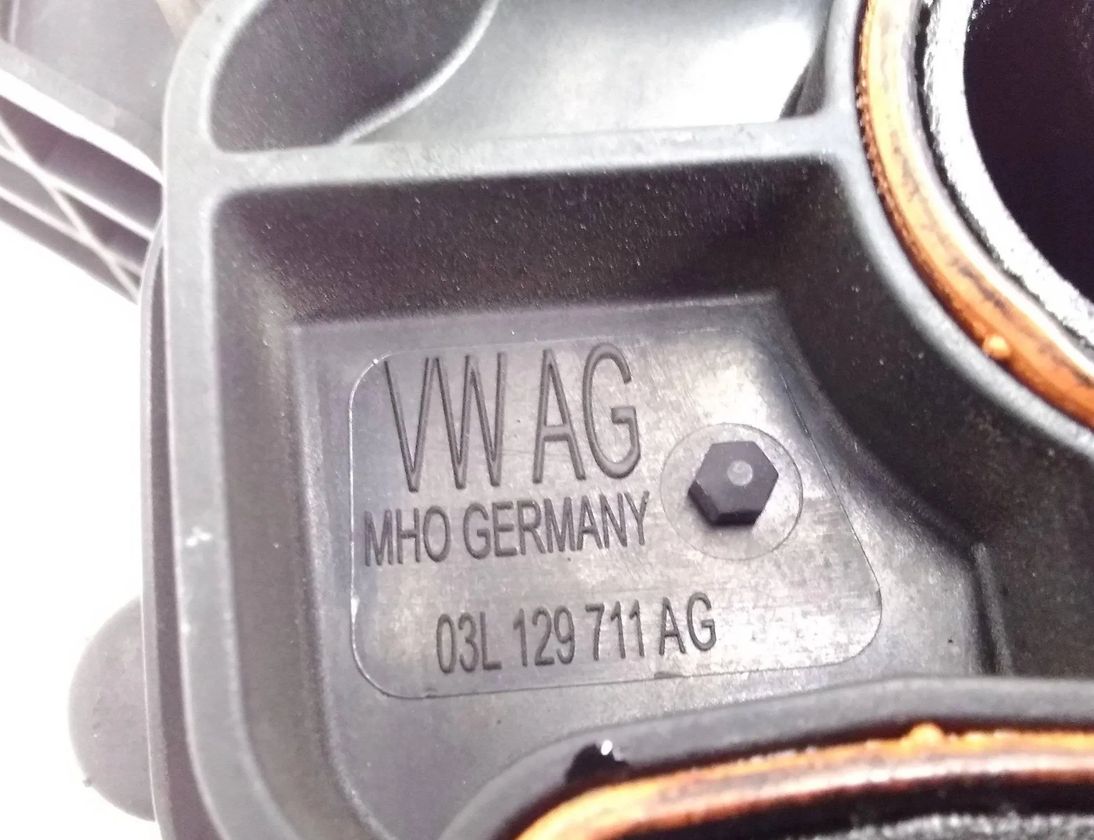 VW AG
MHO GERMANY
03L 129 711 AG